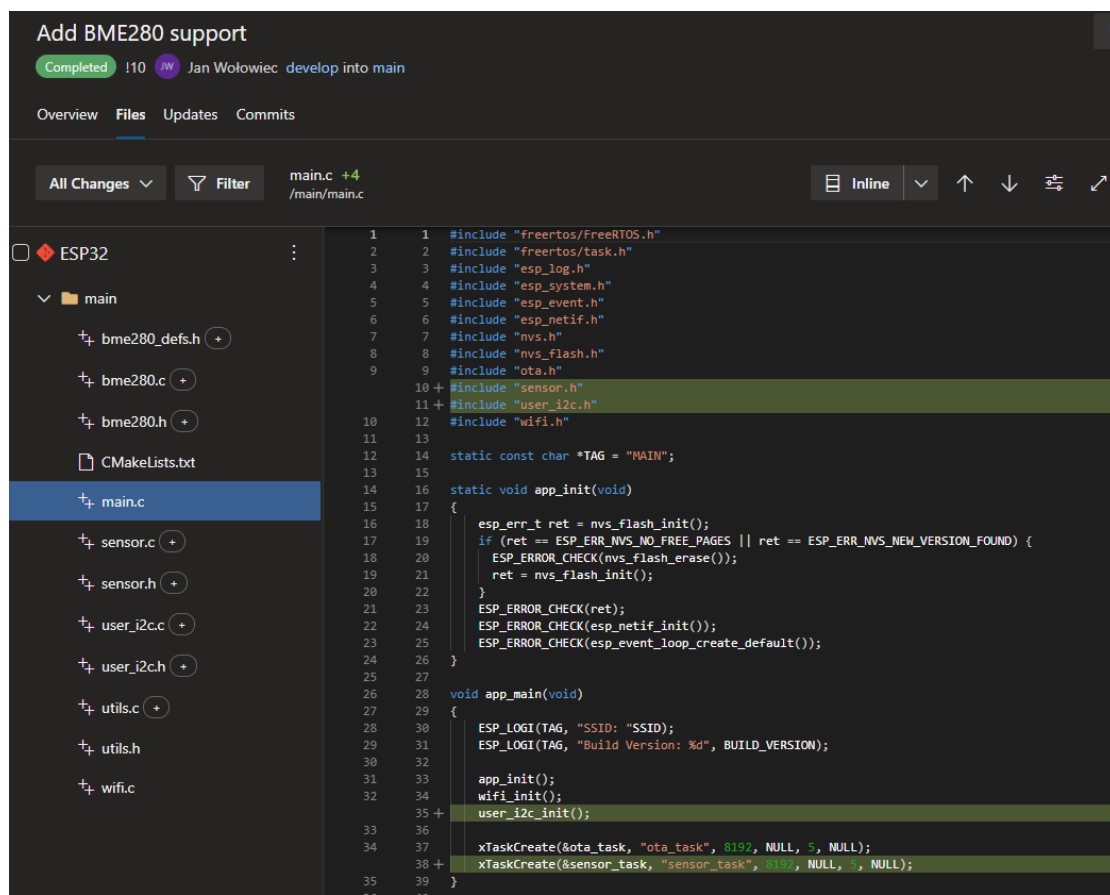 Add BME280 support
Completed !10 JW Jan Wołowiec develop into main
Overview Files Updates Commits
All Changes Filter
main.c +4
/main/main.c
Inline
ESP32
main
bme280_defs.h +
bme280.c +
bme280.h +
CMakeLists.txt
main.c
sensor.c +
sensor.h +
user_i2c.c +
user_i2c.h +
utils.c +
utils.h
wifi.c
1 1 #include "freertos/FreeRTOS.h"
2 2 #include "freertos/task.h"
3 3 #include "esp_log.h"
4 4 #include "esp_system.h"
5 5 #include "esp_event.h"
6 6 #include "esp_netif.h"
7 7 #include "nvs.h"
8 8 #include "nvs_flash.h"
9 9 #include "ota.h"
10 + #include "sensor.h"
11 + #include "user_i2c.h"
10 12 #include "wifi.h"
11 13
12 14 static const char *TAG = "MAIN";
13 15
14 16 static void app_init(void)
15 17 {
16 18 esp_err_t ret = nvs_flash_init();
17 19 if (ret == ESP_ERR_NVS_NO_FREE_PAGES || ret == ESP_ERR_NVS_NEW_VERSION_FOUND) {
18 20 ESP_ERROR_CHECK(nvs_flash_erase());
19 21 ret = nvs_flash_init();
20 22 }
21 23 ESP_ERROR_CHECK(ret);
22 24 ESP_ERROR_CHECK(esp_netif_init());
23 25 ESP_ERROR_CHECK(esp_event_loop_create_default());
24 26 }
25 27
26 28 void app_main(void)
27 29 {
28 30 ESP_LOGI(TAG, "SSID: "SSID);
29 31 ESP_LOGI(TAG, "Build Version: %d", BUILD_VERSION);
30 32
31 33 app_init();
32 34 wifi_init();
35 + user_i2c_init();
33 36
34 37 xTaskCreate(&ota_task, "ota_task", 8192, NULL, 5, NULL);
38 + xTaskCreate(&sensor_task, "sensor_task", 8192, NULL, 5, NULL);
35 39 }